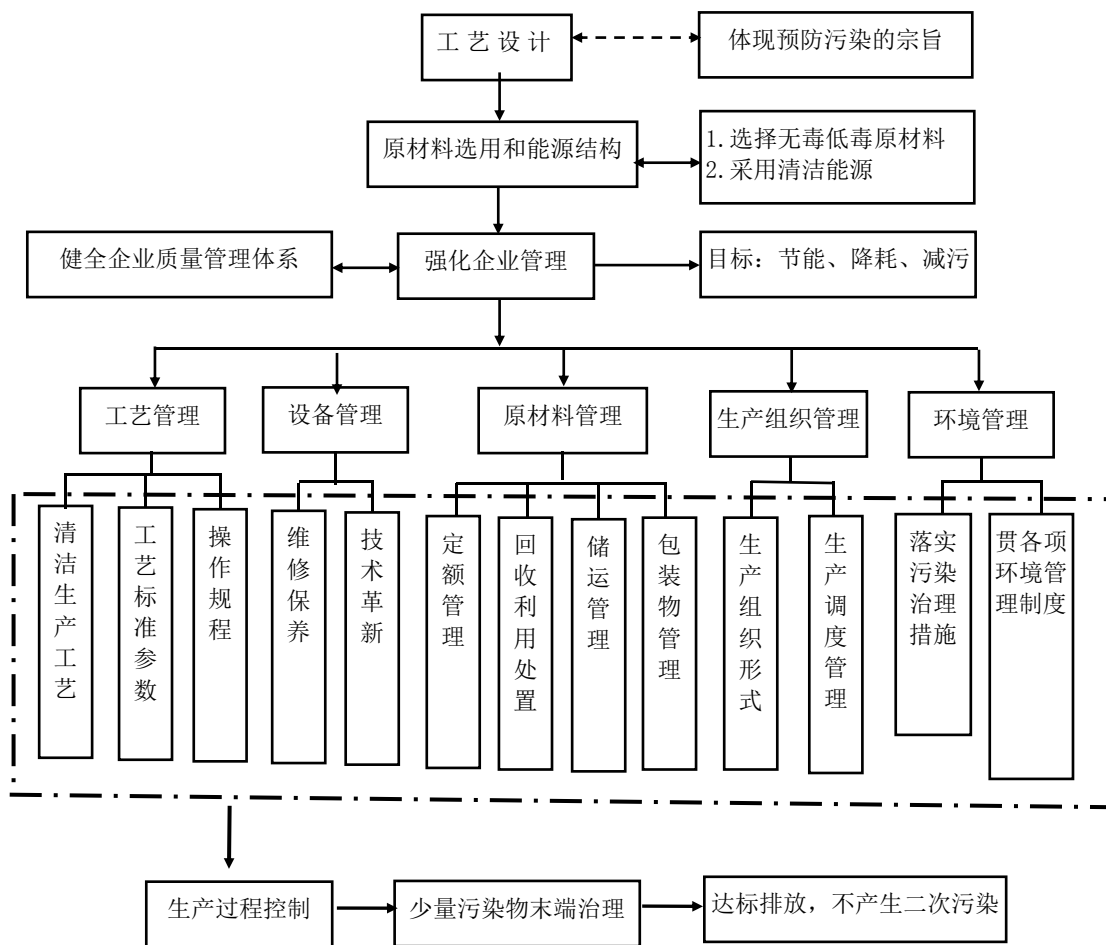 工 艺 设 计
体现预防污染的宗旨
原材料选用和能源结构
1.选择无毒低毒原材料
2.采用清洁能源
健全企业质量管理体系
强化企业管理
目标：节能、降耗、减污
工艺管理
设备管理
原材料管理
生产组织管理
环境管理
清洁生产工艺
工艺标准参数
操作规程
维修保养
技术革新
定额管理
回收利用处置
储运管理
包装物管理
生产组织形式
生产调度管理
落实
污染
治理
措施
贯各项
环境管
理制度
生产过程控制
少量污染物末端治理
达标排放，不产生二次污染